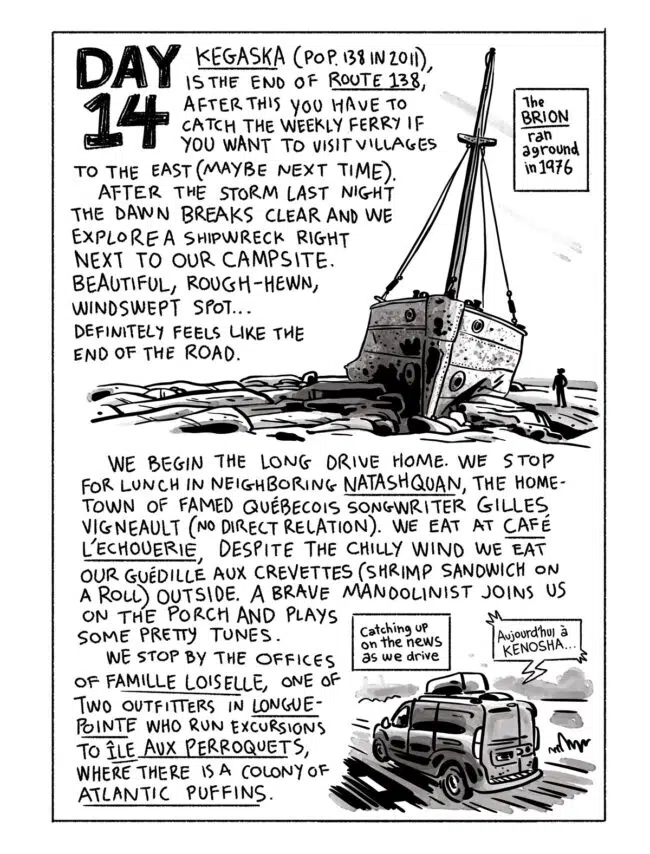 DAY
14
KEGASKA (POP. 138 IN 2011),
IS THE END OF ROUTE 138,
AFTER THIS YOU HAVE TO
CATCH THE WEEKLY FERRY IF
YOU WANT TO VISIT VILLAGES
TO THE EAST (MAYBE NEXT TIME).
AFTER THE STORM LAST NIGHT
THE DAWN BREAKS CLEAR AND WE
EXPLORE A SHIPWRECK RIGHT
NEXT TO OUR CAMPSITE.
BEAUTIFUL, ROUGH-HEWN,
WINDSWEPT SPOT...
DEFINITELY FEELS LIKE THE
END OF THE ROAD.
The
BRION
ran
aground
in 1976
WE BEGIN THE LONG DRIVE HOME. WE STOP
FOR LUNCH IN NEIGHBORING NATASHQUAN, THE HOME-
TOWN OF FAMED QUÉBECOIS SONGWRITER GILLES
VIGNEAULT (NO DIRECT RELATION). WE EAT AT CAFÉ
L'ECHOUERIE, DESPITE THE CHILLY WIND WE EAT
OUR GUÉDILLE AUX CREVETTES (SHRIMP SANDWICH ON
A ROLL) OUTSIDE. A BRAVE MANDOLINIST JOINS US
ON THE PORCH AND PLAYS
SOME PRETTY TUNES.
WE STOP BY THE OFFICES
OF FAMILLE LOISELLE, ONE OF
TWO OUTFITTERS IN LONGUE-
POINTE WHO RUN EXCURSIONS
TO ÎLE AUX PERROQUETS,
WHERE THERE IS A COLONY OF
ATLANTIC PUFFINS.
Catching up
on the news
as we drive
Aujourd'hui à
KENOSHA...